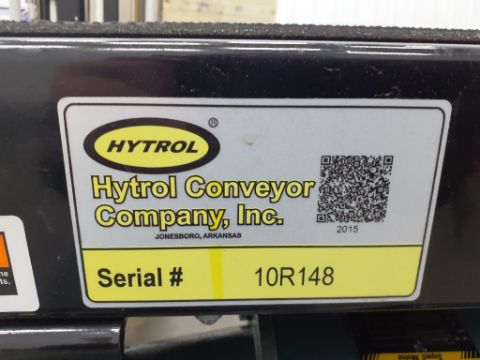 HYTROL
®
Hytrol Conveyor
Company, Inc.
JONESBORO, ARKANSAS
2015
Serial # 10R148